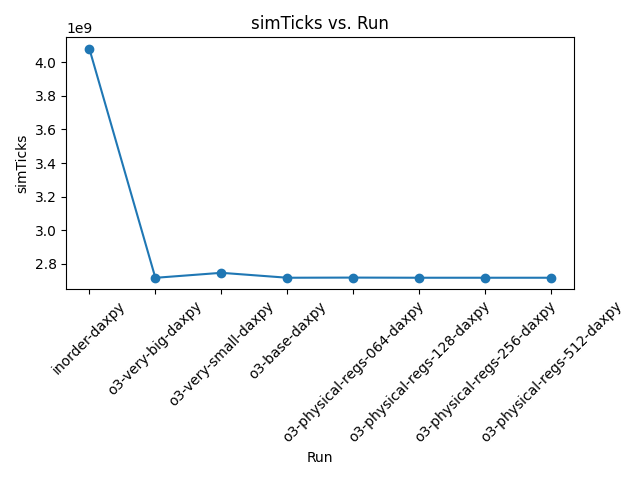 simTicks vs. Run
1e9
4.0
3.8
3.6
3.4
3.2
3.0
2.8
simTicks
inorder-daxpy
o3-very-big-daxpy
o3-very-small-daxpy
o3-base-daxpy
o3-physical-regs-064-daxpy
o3-physical-regs-128-daxpy
o3-physical-regs-256-daxpy
o3-physical-regs-512-daxpy
Run